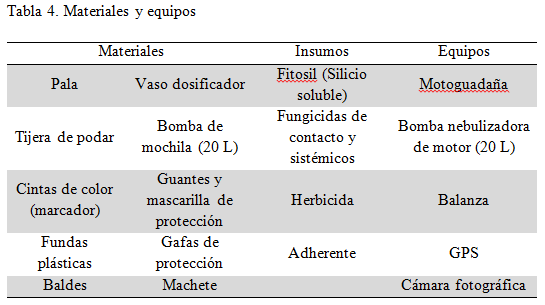 Tabla 4. Materiales y equipos
Materiales Insumos Equipos
Pala Vaso dosificador Fitosil (Silicio soluble) Motoguadaña
Tijera de podar Bomba de mochila (20 L) Fungicidas de contacto y sistémicos Bomba nebulizadora de motor (20 L)
Cintas de color (marcador) Guantes y mascarilla de protección Herbicida Balanza
Fundas plásticas Gafas de protección Adherente GPS
Baldes Machete Cámara fotográfica